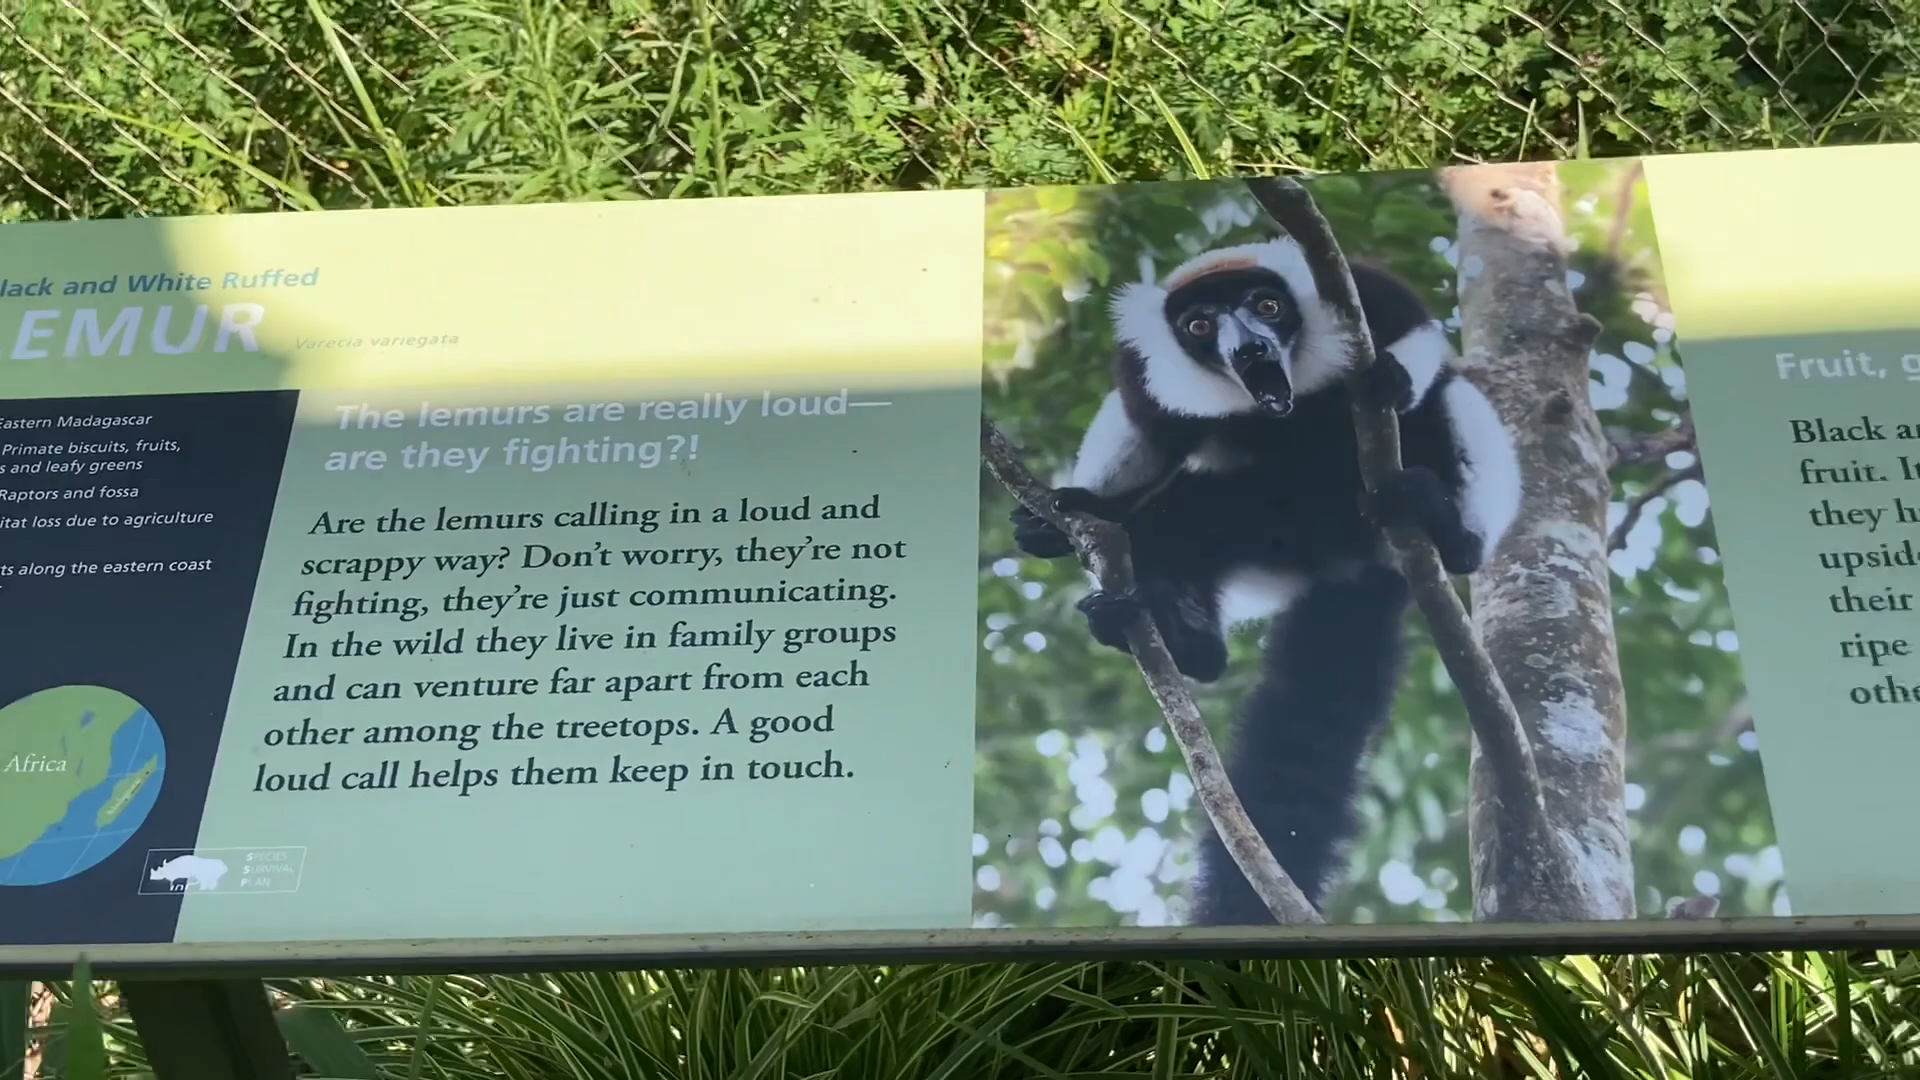 lack and White Ruffed
LEMUR
Varecia variegata
Eastern Madagascar
Primate biscuits, fruits,
s and leafy greens
Raptors and fossa
itat loss due to agriculture
ts along the eastern coast
Africa
SPECIES
SURVIVAL
PLAN
The lemurs are really loud—
are they fighting?!
Are the lemurs calling in a loud and
scrappy way? Don't worry, they're not
fighting, they're just communicating.
In the wild they live in family groups
and can venture far apart from each
other among the treetops. A good
loud call helps them keep in touch.
Fruit, g
Black a
fruit. I
they h
upsid
their
ripe
othe